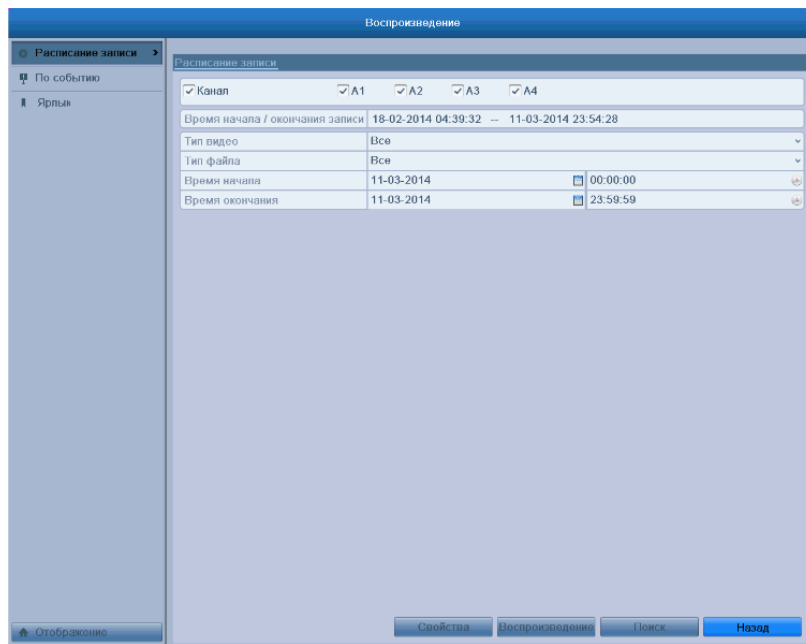 Воспроизведение
Расписание записи
По событию
Ярлык
Расписание записи
Канал A1 A2 A3 A4
Время начала / окончания записи 18-02-2014 04:39:32 -- 11-03-2014 23:54:28
Тип видео Все
Тип файла Все
Время начала 11-03-2014 00:00:00
Время окончания 11-03-2014 23:59:59
Отображение Свойства Воспроизведение Поиск Назад